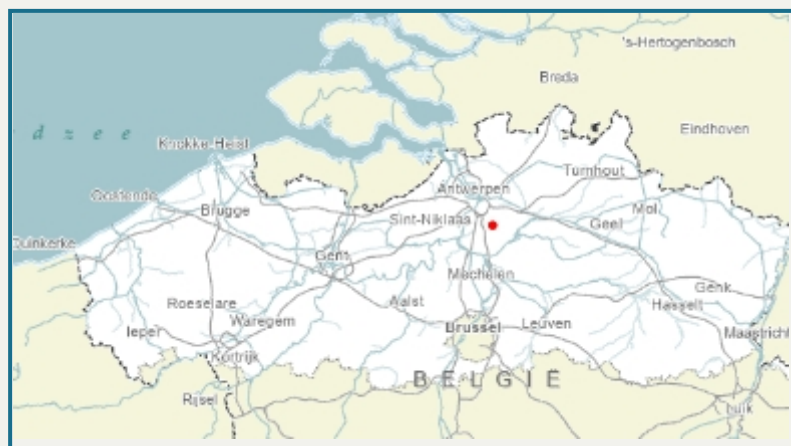 's-Hertogenbosch
Breda
d z e e
Eindhoven
Knokke-Heist
Turnhout
Antwerpen
Oostende
Mol
Brugge
Sint-Niklaas
Geel
Duinkerke
Gent
Mechelen
Genk
Roeselare
Aalst
Hasselt
Waregem
Ieper
Brussel
Leuven
Maastricht
Kortrijk
BELGIË
Rijsel
Luik